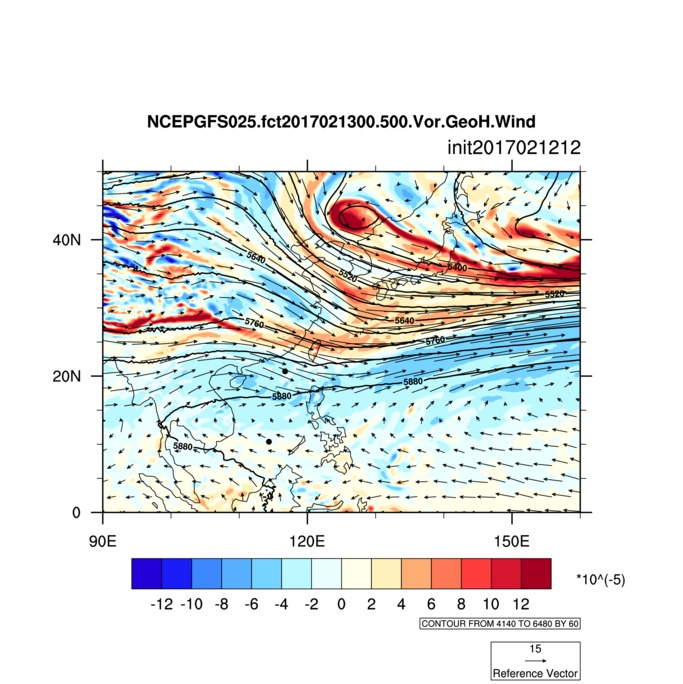 NCEPGFS025.fct2017021300.500.Vor.GeoH.Wind
init2017021212
40N
20N
0
90E 120E 150E
5640
5520
5400
5520
5640
5760
5760
5880
5880
5880
-12 -10 -8 -6 -4 -2 0 2 4 6 8 10 12
*10^(-5)
CONTOUR FROM 4140 TO 6480 BY 60
15
Reference Vector